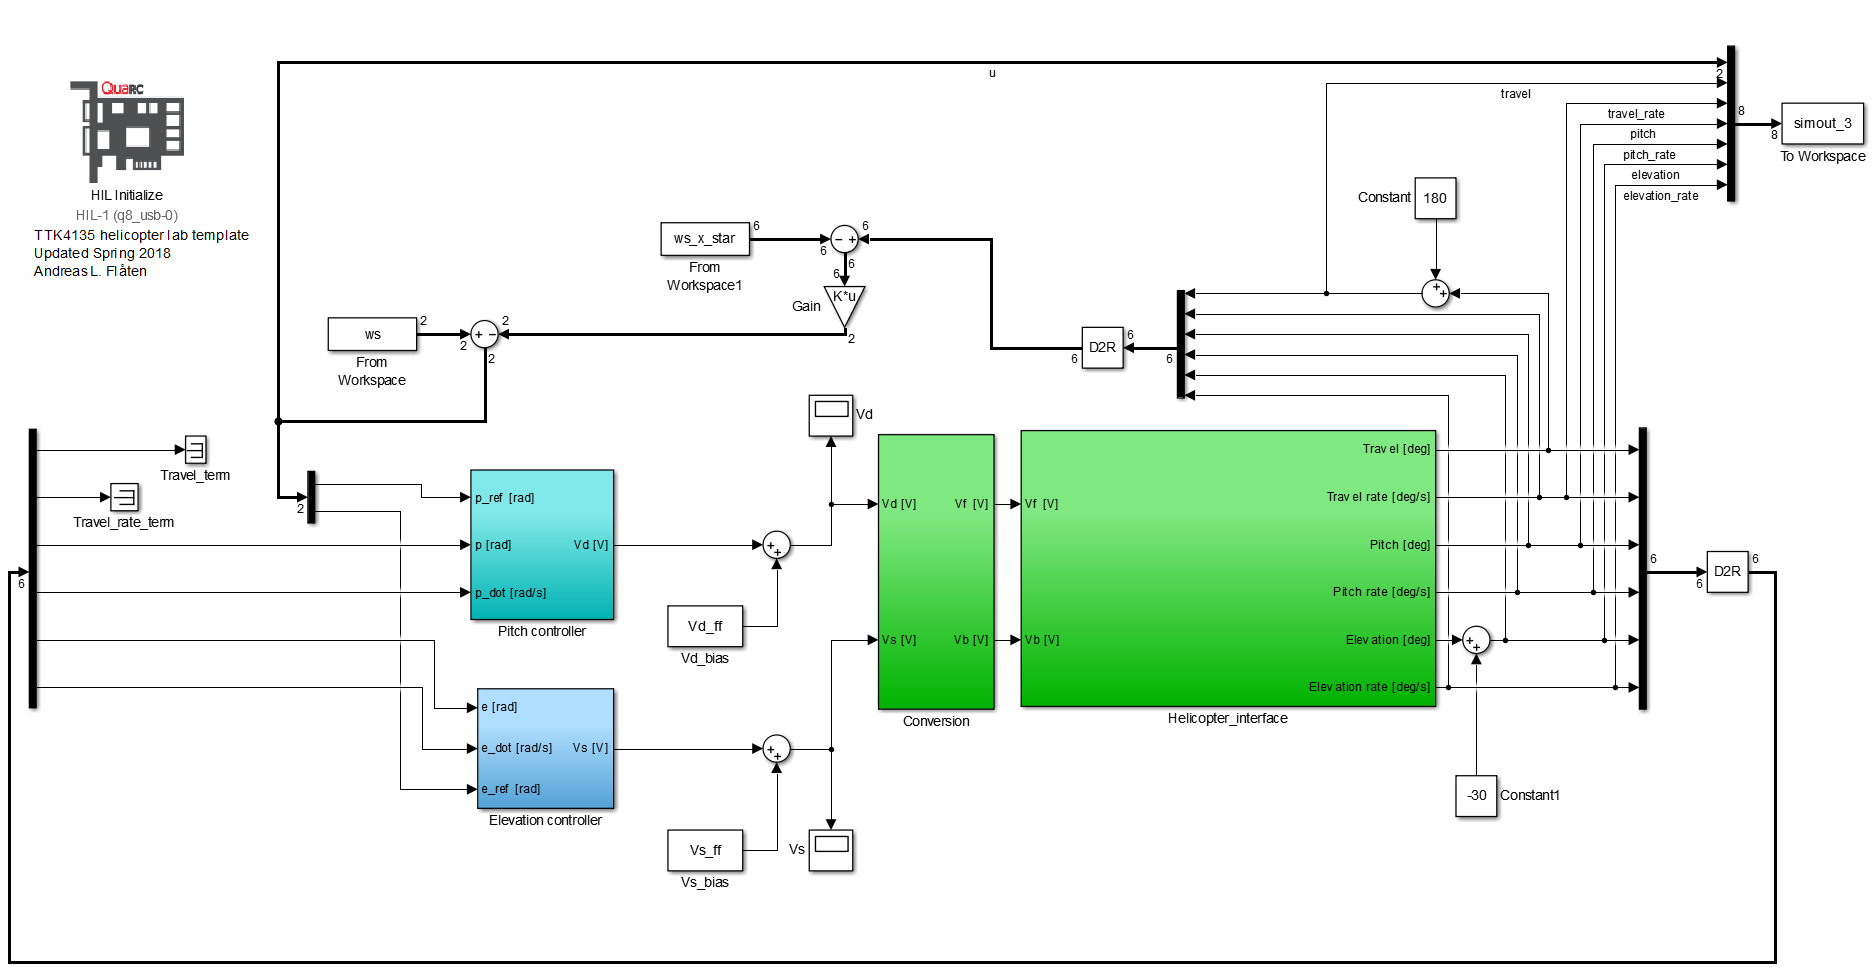 u
2
travel
travel_rate
pitch
pitch_rate
elevation
elevation_rate
8
8
simout_3
To Workspace
QuaRC
HIL Initialize
HIL-1 (q8_usb-0)
TTK4135 helicopter lab template
Updated Spring 2018
Andreas L. Flåten
Constant
180
+
+
ws_x_star
6
6
From
Workspace1
- +
6
6
6
Gain
K*u
2
ws
2
2
From
Workspace
+ -
2
2
D2R
6
6
6
Vd
Travel_term
Travel_rate_term
6
2
p_ref [rad]
p [rad]
p_dot [rad/s]
Vd [V]
Pitch controller
+
+
Vd_ff
Vd_bias
e [rad]
e_dot [rad/s]
e_ref [rad]
Vs [V]
Elevation controller
+
+
Vs_ff
Vs_bias
Vs
Vd [V]
Vs [V]
Vf [V]
Vb [V]
Conversion
Vf [V]
Vb [V]
Travel [deg]
Travel rate [deg/s]
Pitch [deg]
Pitch rate [deg/s]
Elevation [deg]
Elevation rate [deg/s]
Helicopter_interface
+
+
-30
Constant1
6
6
D2R
6